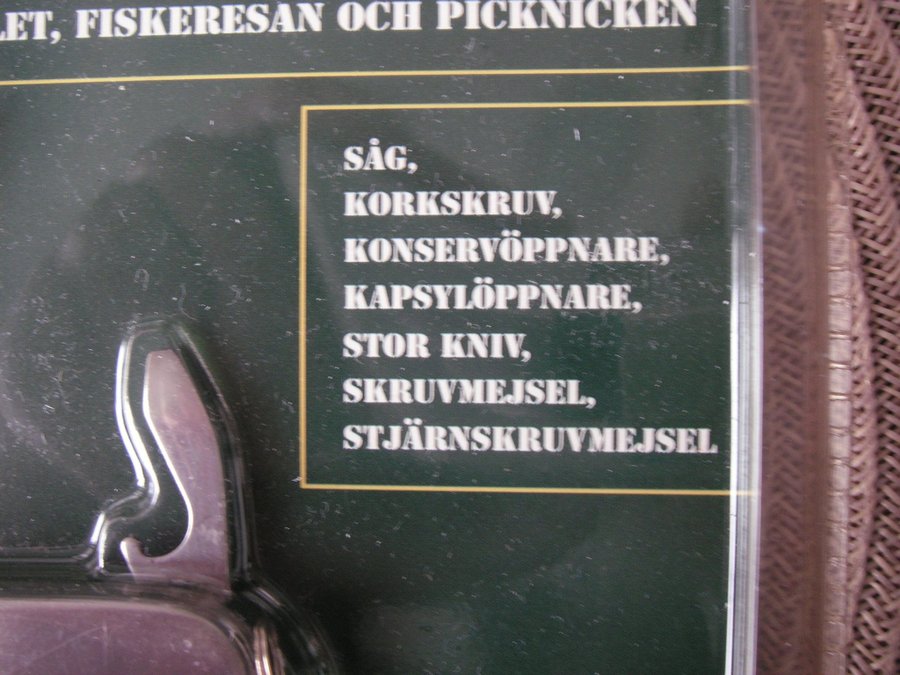 LET, FISKERESAN OCH PICKNICKEN
SÅG,
KORKSKRUV,
KONSERVÖPPNARE,
KAPSYLÖPPNARE,
STOR KNIV,
SKRUVMEJSEL,
STJÄRNSKRUVMEJSEL